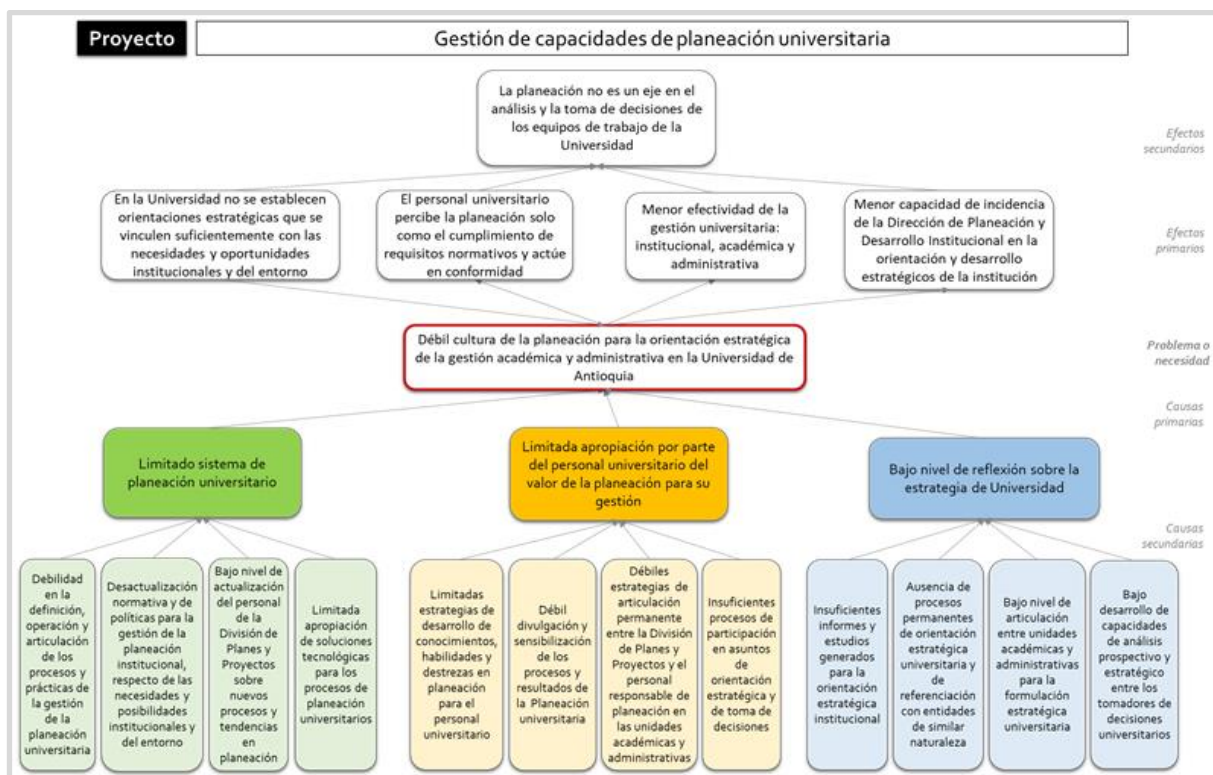 Proyecto
Gestión de capacidades de planeación universitaria
La planeación no es un eje en el
análisis y la toma de decisiones de
los equipos de trabajo de la
Universidad
Efectos
secundarios
En la Universidad no se establecen
orientaciones estratégicas que se
vinculen suficientemente con las
necesidades y oportunidades
institucionales y del entorno
El personal universitario
percibe la planeación solo
como el cumplimiento de
requisitos normativos y actúe
en conformidad
Menor efectividad de la
gestión universitaria:
institucional, académica y
administrativa
Menor capacidad de incidencia
de la Dirección de Planeación y
Desarrollo Institucional en la
orientación y desarrollo
estratégicos de la institución
Efectos
primarios
Débil cultura de la planeación para la orientación estratégica
de la gestión académica y administrativa en la Universidad de
Antioquia
Problema o
necesidad
Causas
primarias
Limitado sistema de
planeación universitario
Limitada apropiación por parte
del personal universitario del
valor de la planeación para su
gestión
Bajo nivel de reflexión sobre la
estrategia de Universidad
Causas
secundarias
Debilidad
en la
definición,
operación y
articulación
de los
procesos y
prácticas de
la gestión
de la
planeación
universitaria
Desactualización
normativa y de
políticas para la
gestión de la
planeación
institucional,
respecto de las
necesidades y
posibilidades
institucionales y
del entorno
Bajo nivel de
actualización
del personal
de la
División de
Planes y
Proyectos
sobre
nuevos
procesos y
tendencias
en
planeación
Limitada
apropiación
de soluciones
tecnológicas
para los
procesos de
planeación
universitarios
Limitadas
estrategias de
desarrollo de
conocimientos,
habilidades y
destrezas en
planeación
para el
personal
universitario
Débil
divulgación y
sensibilización
de los
procesos y
resultados de
la Planeación
universitaria
Débiles
estrategias de
articulación
permanente
entre la División
de Planes y
Proyectos y el
personal
responsable de
planeación en
las unidades
académicas y
administrativas
Insuficientes
procesos de
participación
en asuntos
de
orientación
estratégica y
de toma de
decisiones
Insuficientes
informes y
estudios
generados
para la
orientación
estratégica
institucional
Ausencia de
procesos
permanentes
de orientación
estratégica
universitaria y
de
referenciación
con entidades
de similar
naturaleza
Bajo nivel de
articulación
entre unidades
académicas y
administrativas
para la
formulación
estratégica
universitaria
Bajo
desarrollo de
capacidades
de análisis
prospectivo y
estratégico
entre los
tomadores de
decisiones
universitarios